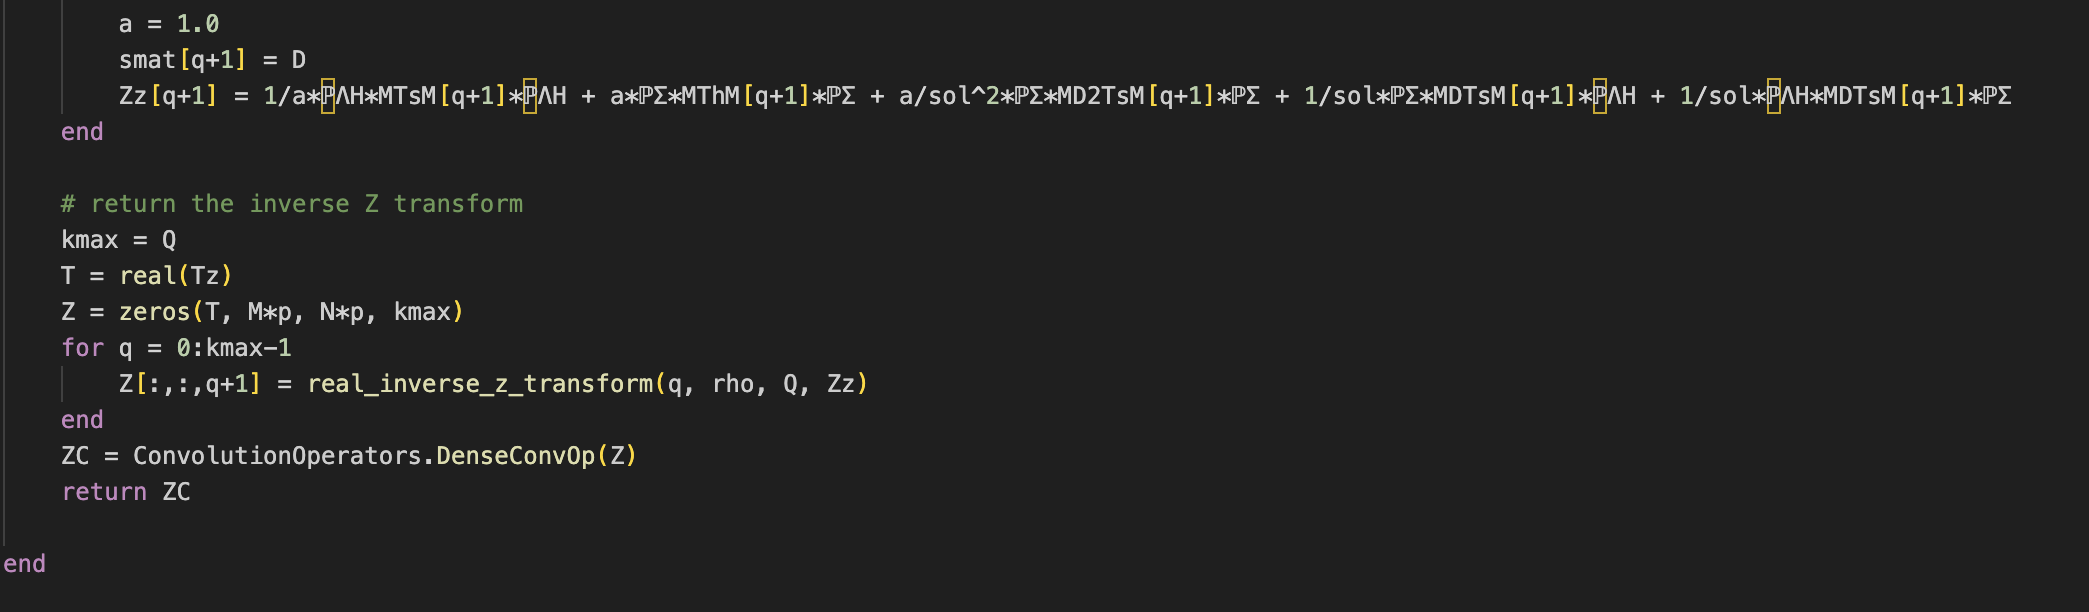 a = 1.0
smat[q+1] = D
Zz[q+1] = 1/a*ℙΛH*MTsM[q+1]*ℙΛH + a*ℙΣ*MThM[q+1]*ℙΣ + a/sol^2*ℙΣ*MD2TsM[q+1]*ℙΣ + 1/sol*ℙΣ*MDTsM[q+1]*ℙΛH + 1/sol*ℙΛH*MDTsM[q+1]*ℙΣ
end
# return the inverse Z transform
kmax = Q
T = real(Tz)
Z = zeros(T, M*p, N*p, kmax)
for q = 0:kmax-1
Z[:,:,q+1] = real_inverse_z_transform(q, rho, Q, Zz)
end
ZC = ConvolutionOperators.DenseConvOp(Z)
return ZC
end